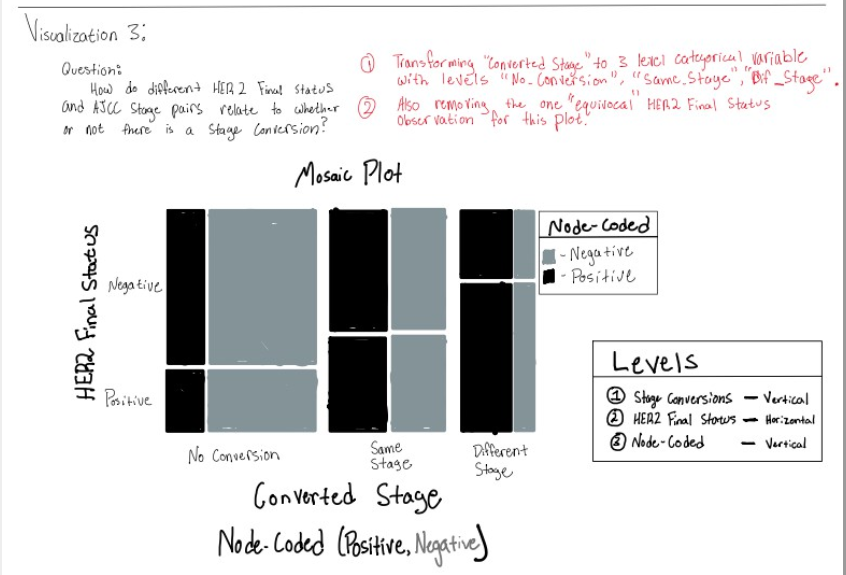 Visualization 3:
Question:
How do different HER2 Final Status
and AJCC Stage pairs relate to whether
or not there is a Stage Conversion?
① Transforming "Converted Stage" to 3 level categorical variable
with levels "No_Conversion", "Same_Stage", "Dif_Stage".
② Also removing the one "equivocal" HER2 Final Status
Observation for this plot.
Mosaic Plot
HER2 Final Status
Negative
Positive
Node-Coded
- Negative
- Positive
Levels
① Stage Conversions — Vertical
② HER2 Final Status — Horizontal
③ Node-Coded — Vertical
No Conversion
Same
Stage
Different
Stage
Converted Stage
Node-Coded (Positive, Negative)